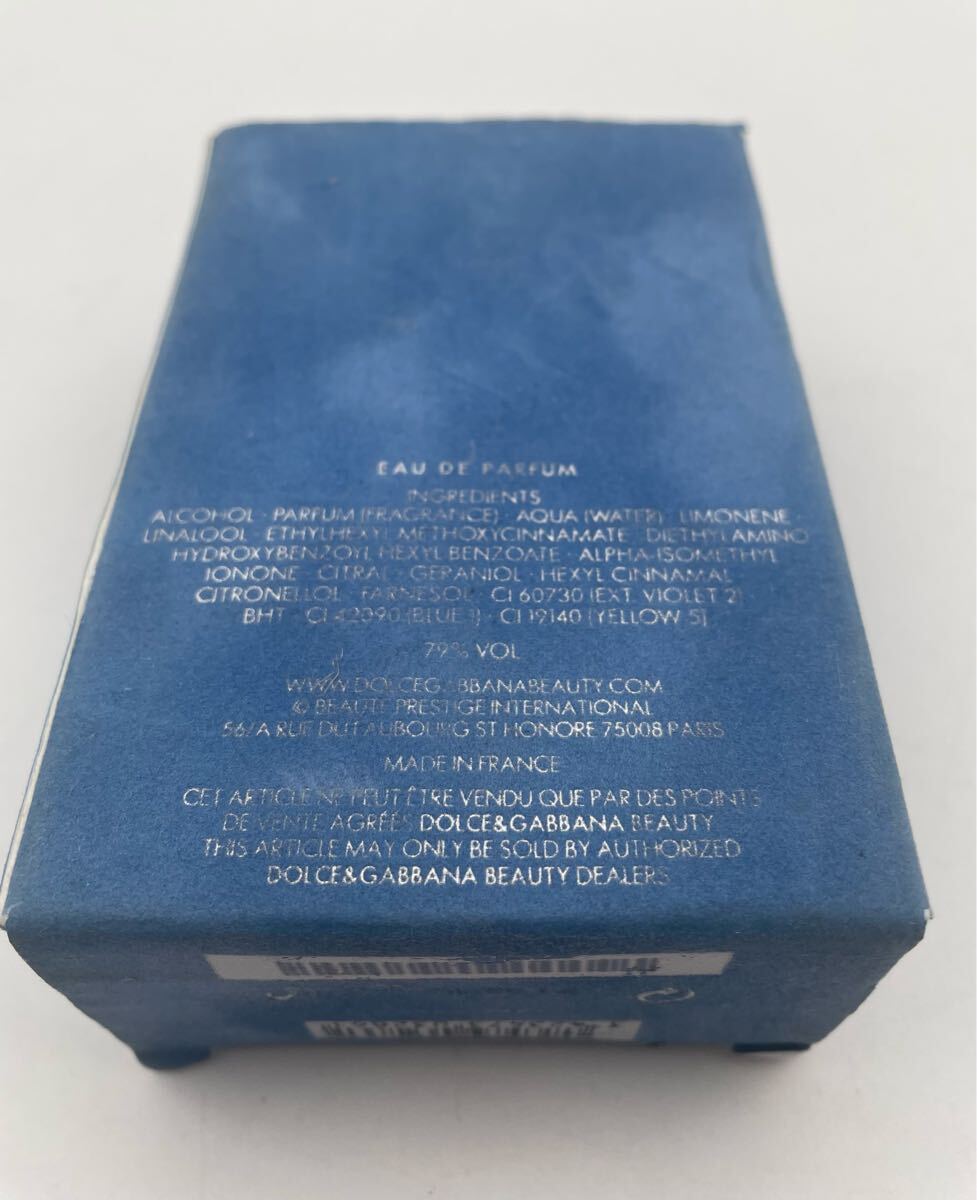 EAU DE PARFUM
INGREDIENTS
ALCOHOL · PARFUM (FRAGRANCE) · AQUA (WATER) · LIMONENE
LINALOOL · ETHYLHEXYL METHOXYCINNAMATE · DIETHYLAMINO
HYDROXYBENZOYL HEXYL BENZOATE · ALPHA-ISOMETHYL
IONONE · CITRAL · GERANIOL · HEXYL CINNAMAL
CITRONELLOL · FARNESOL · CI 60730 (EXT. VIOLET 2)
BHT · CI 42090 (BLUE 1) · CI 19140 (YELLOW 5)
79% VOL
WWW.DOLCEGABBANABEAUTY.COM
© BEAUTE PRESTIGE INTERNATIONAL
56/A RUE DU FAUBOURG ST HONORE 75008 PARIS
MADE IN FRANCE
CET ARTICLE NE PEUT ÊTRE VENDU QUE PAR DES POINTS
DE VENTE AGRÉÉS DOLCE&GABBANA BEAUTY
THIS ARTICLE MAY ONLY BE SOLD BY AUTHORIZED
DOLCE&GABBANA BEAUTY DEALERS